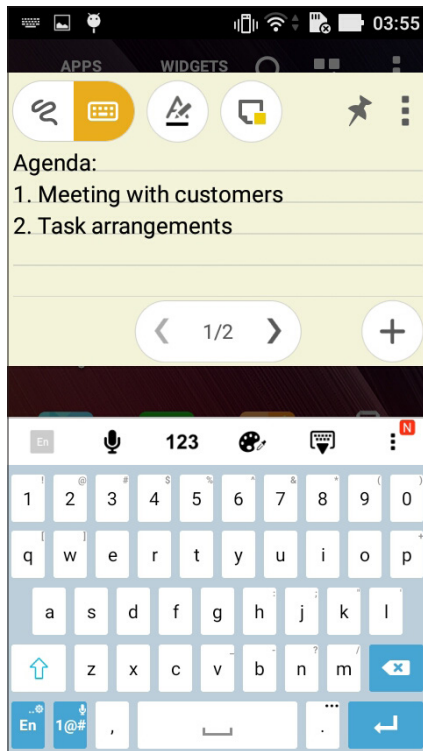 03:55
APPS WIDGETS
Agenda:
1. Meeting with customers
2. Task arrangements
1/2
En 123 N
! @ # $ % ^ & * ( )
1 2 3 4 5 6 7 8 9 0
[ ]
q w e r t y u i o p
: ; " '
a s d f g h j k l
_ - ? /
z x c v b n m
En 1@# , . ...